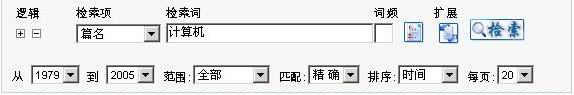 逻辑 检索项 检索词 词频 扩展
篇名 计算机 检索
从 1979 到 2005 范围: 全部 匹配: 精确 排序: 时间 每页: 20